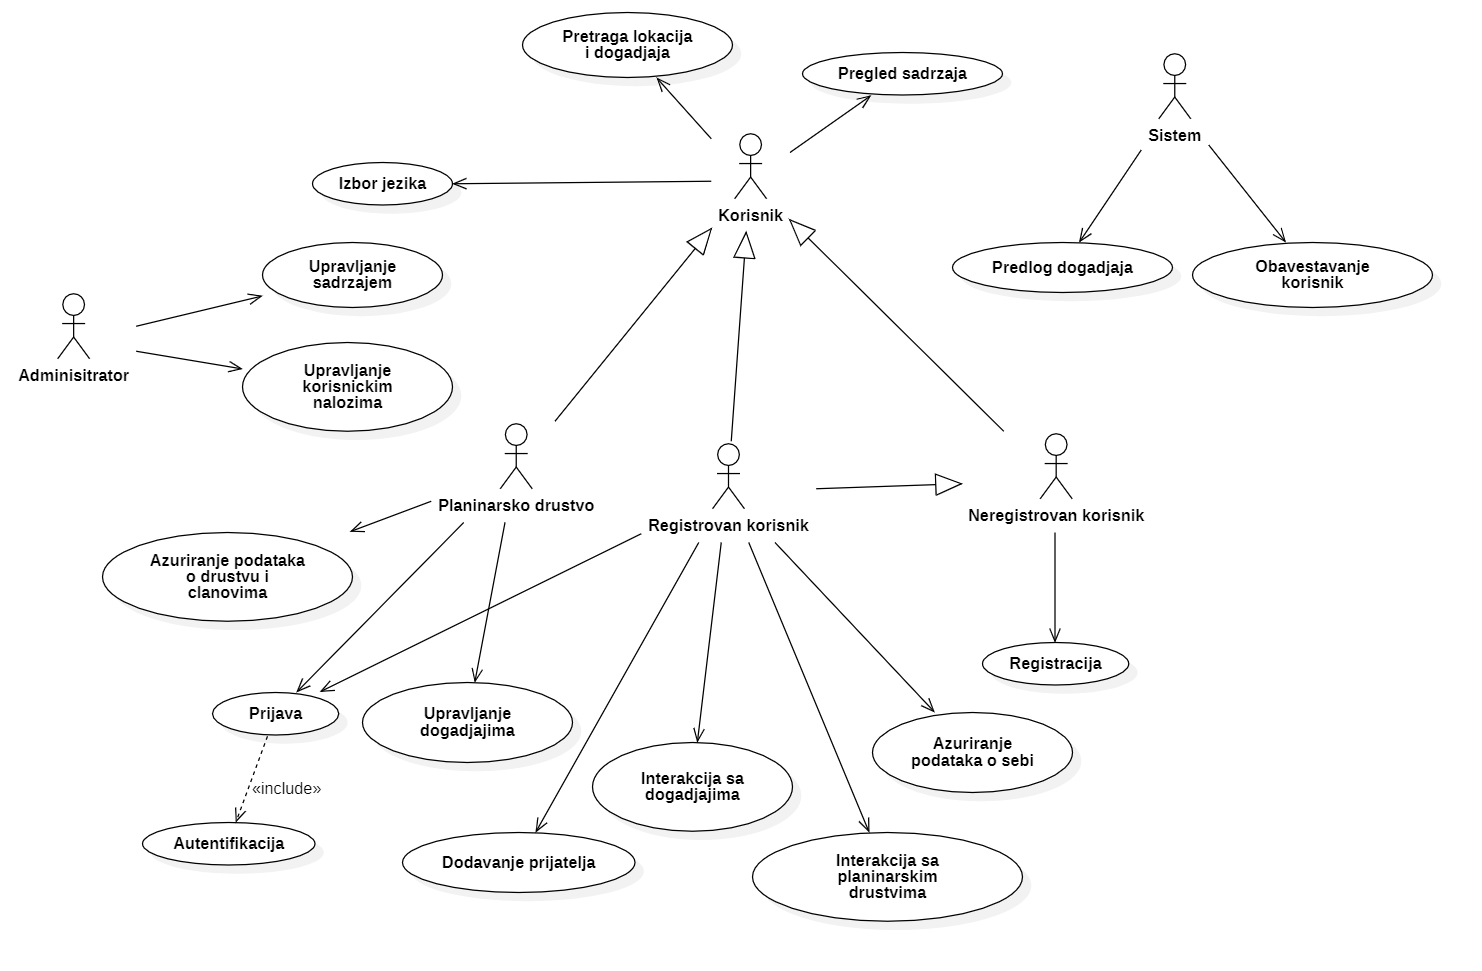 Pretraga lokacija
i dogadjaja
Pregled sadrzaja
Sistem
Izbor jezika
Korisnik
Upravljanje
sadrzajem
Predlog dogadjaja
Obavestavanje
korisnik
Adminisitrator
Upravljanje
korisnickim
nalozima
Planinarsko drustvo
Registrovan korisnik
Neregistrovan korisnik
Azuriranje podataka
o drustvu i
clanovima
Registracija
Prijava
Upravljanje
dogadjajima
Azuriranje
podataka o sebi
Interakcija sa
dogadjajima
«include»
Autentifikacija
Dodavanje prijatelja
Interakcija sa
planinarskim
drustvima